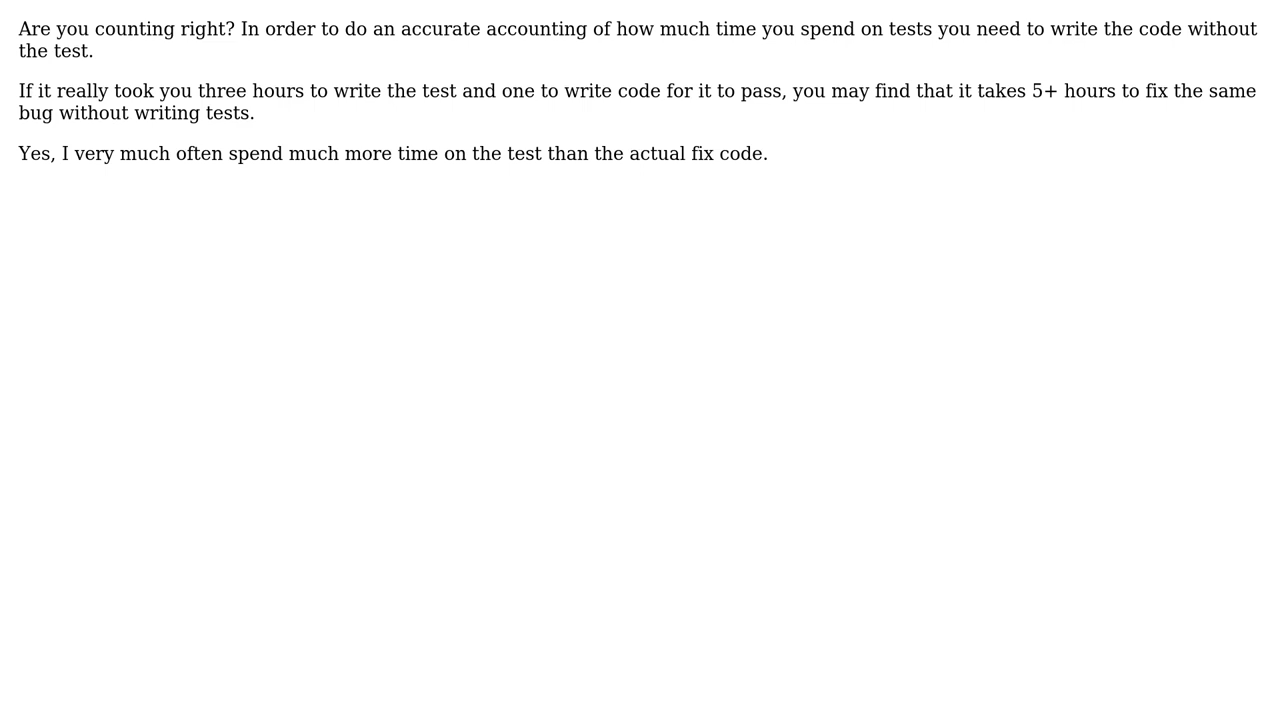 Are you counting right? In order to do an accurate accounting of how much time you spend on tests you need to write the code without
the test.
If it really took you three hours to write the test and one to write code for it to pass, you may find that it takes 5+ hours to fix the same
bug without writing tests.
Yes, I very much often spend much more time on the test than the actual fix code.